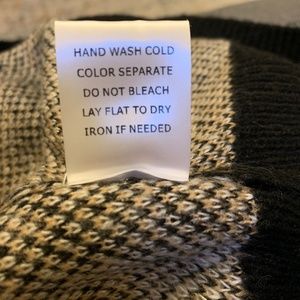 HAND WASH COLD
COLOR SEPARATE
DO NOT BLEACH
LAY FLAT TO DRY
IRON IF NEEDED